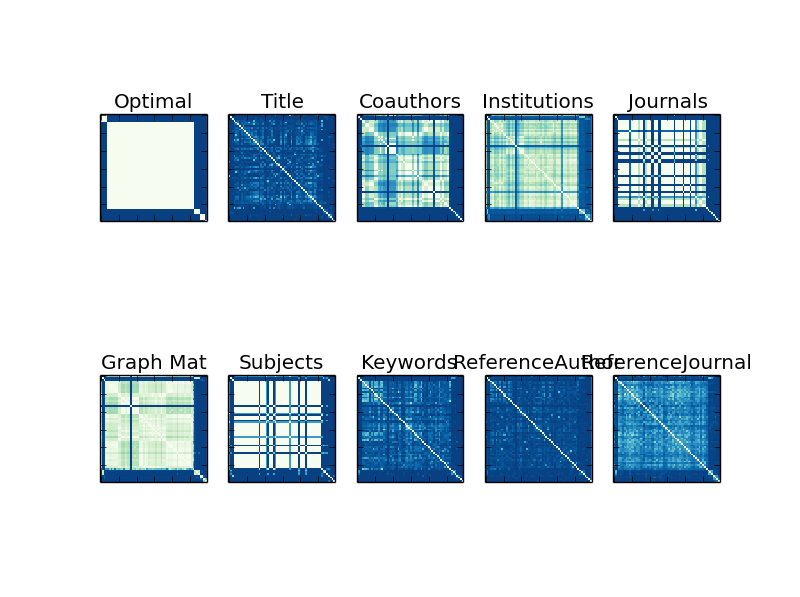 Optimal Title Coauthors Institutions Journals
Graph Mat Subjects Keywords ReferenceAuthor ReferenceJournal